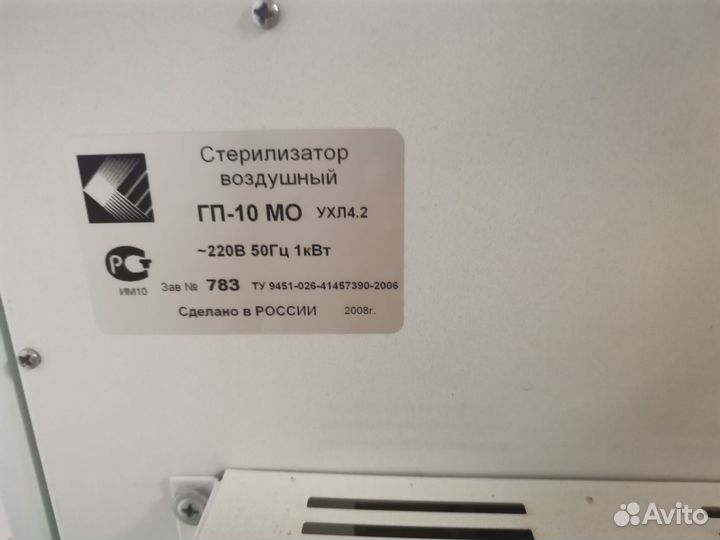 Стерилизатор
воздушный
ГП-10 МО УХЛ4.2
~220В 50Гц 1кВт
РСТ
ИМ10
Зав № 783 ТУ 9451-026-41457390-2006
Сделано в РОССИИ 2008г.
Avito